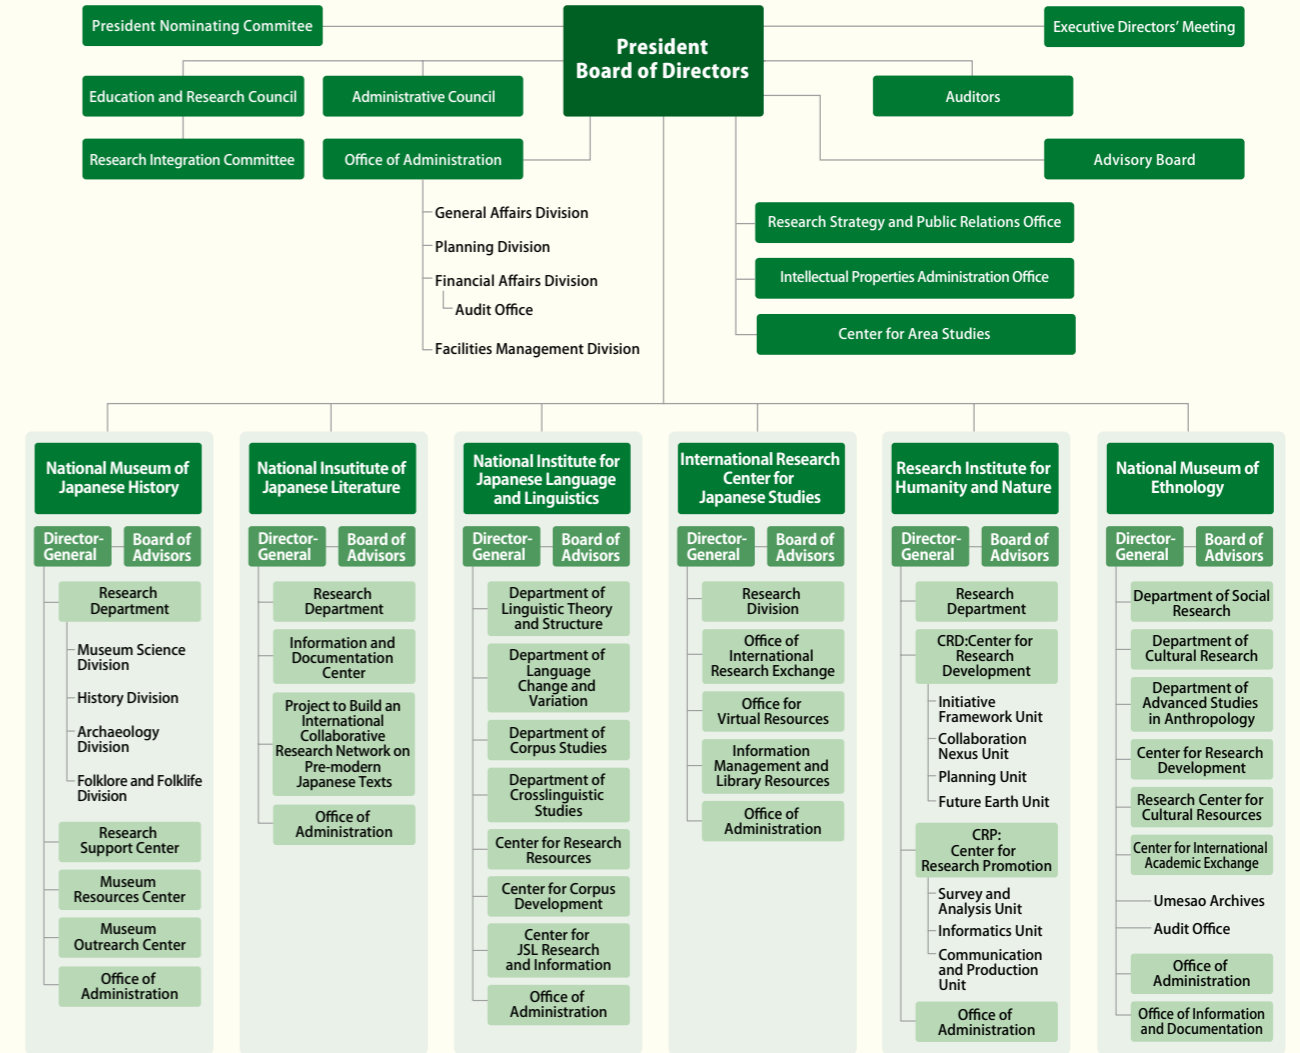 President Nominating Commitee
President
Board of Directors
Executive Directors’ Meeting
Education and Research Council
Administrative Council
Auditors
Research Integration Committee
Office of Administration
Advisory Board
General Affairs Division
Planning Division
Financial Affairs Division
Audit Office
Facilities Management Division
Research Strategy and Public Relations Office
Intellectual Properties Administration Office
Center for Area Studies
National Museum of
Japanese History
Director-
General
Board of
Advisors
Research
Department
Museum Science
Division
History Division
Archaeology
Division
Folklore and Folklife
Division
Research
Support Center
Museum
Resources Center
Museum
Outrearch Center
Office of
Administration
National Insutitute of
Japanese Literature
Director-
General
Board of
Advisors
Research
Department
Information and
Documentation
Center
Project to Build an
International
Collaborative
Research Network on
Pre-modern
Japanese Texts
Office of
Administration
National Institute for
Japanese Language
and Linguistics
Director-
General
Board of
Advisors
Department of
Linguistic Theory
and Structure
Department of
Language
Change and
Variation
Department of
Corpus Studies
Department of
Crosslinguistic
Studies
Center for Research
Resources
Center for Corpus
Development
Center for
JSL Research
and Information
Office of
Administration
International Research
Center for
Japanese Studies
Director-
General
Board of
Advisors
Research
Division
Office of
International
Research Exchange
Office for
Virtual Resources
Information
Management and
Library Resources
Office of
Administration
Research Institute for
Humanity and Nature
Director-
General
Board of
Advisors
Research
Department
CRD:Center for
Research
Development
Initiative
Framework Unit
Collaboration
Nexus Unit
Planning Unit
Future Earth Unit
CRP:
Center for
Research Promotion
Survey and
Analysis Unit
Informatics Unit
Communication
and Production
Unit
Office of
Administration
National Museum of
Ethnology
Director-
General
Board of
Advisors
Department of Social
Research
Department of
Cultural Research
Department of
Advanced Studies
in Anthropology
Center for Research
Development
Research Center for
Cultural Resources
Center for International
Academic Exchange
Umesao Archives
Audit Office
Office of
Administration
Office of Information
and Documentation